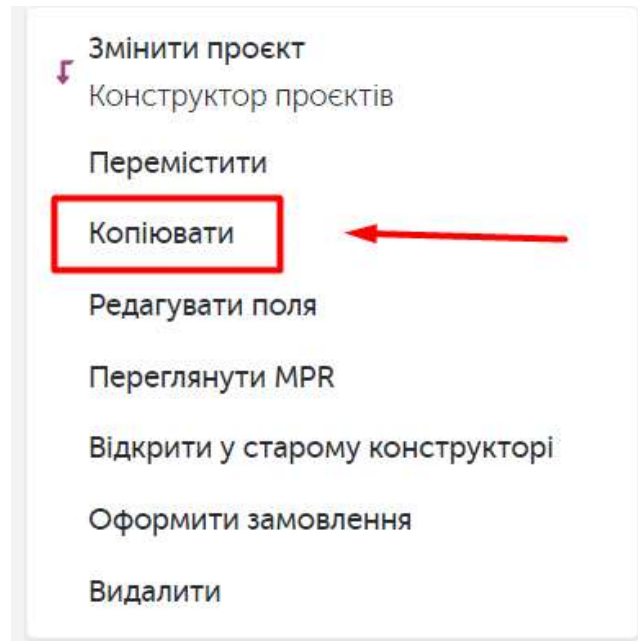 Змінити проєкт
Конструктор проєктів
Перемістити
Копіювати
Редагувати поля
Переглянути MPR
Відкрити у старому конструкторі
Оформити замовлення
Видалити